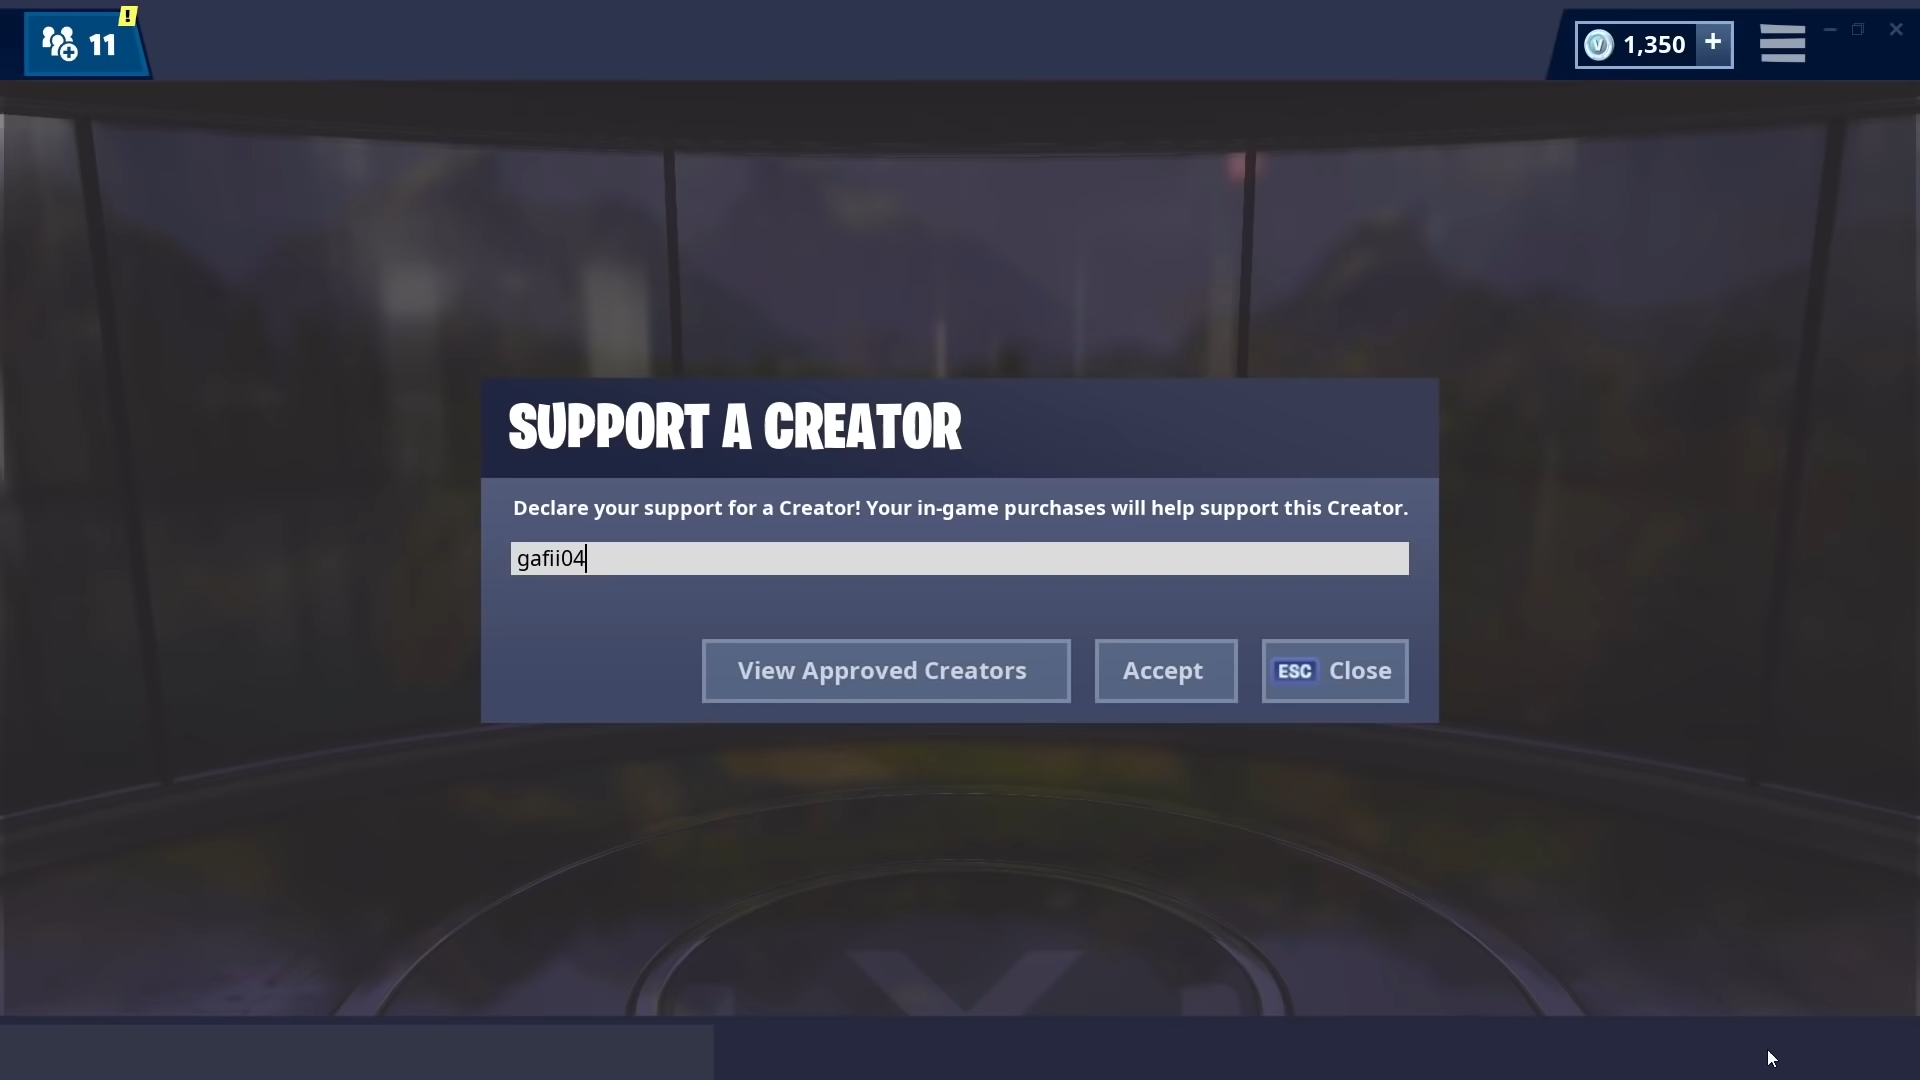 !
11
V 1,350 +
SUPPORT A CREATOR
Declare your support for a Creator! Your in-game purchases will help support this Creator.
gafii04
View Approved Creators
Accept
ESC Close